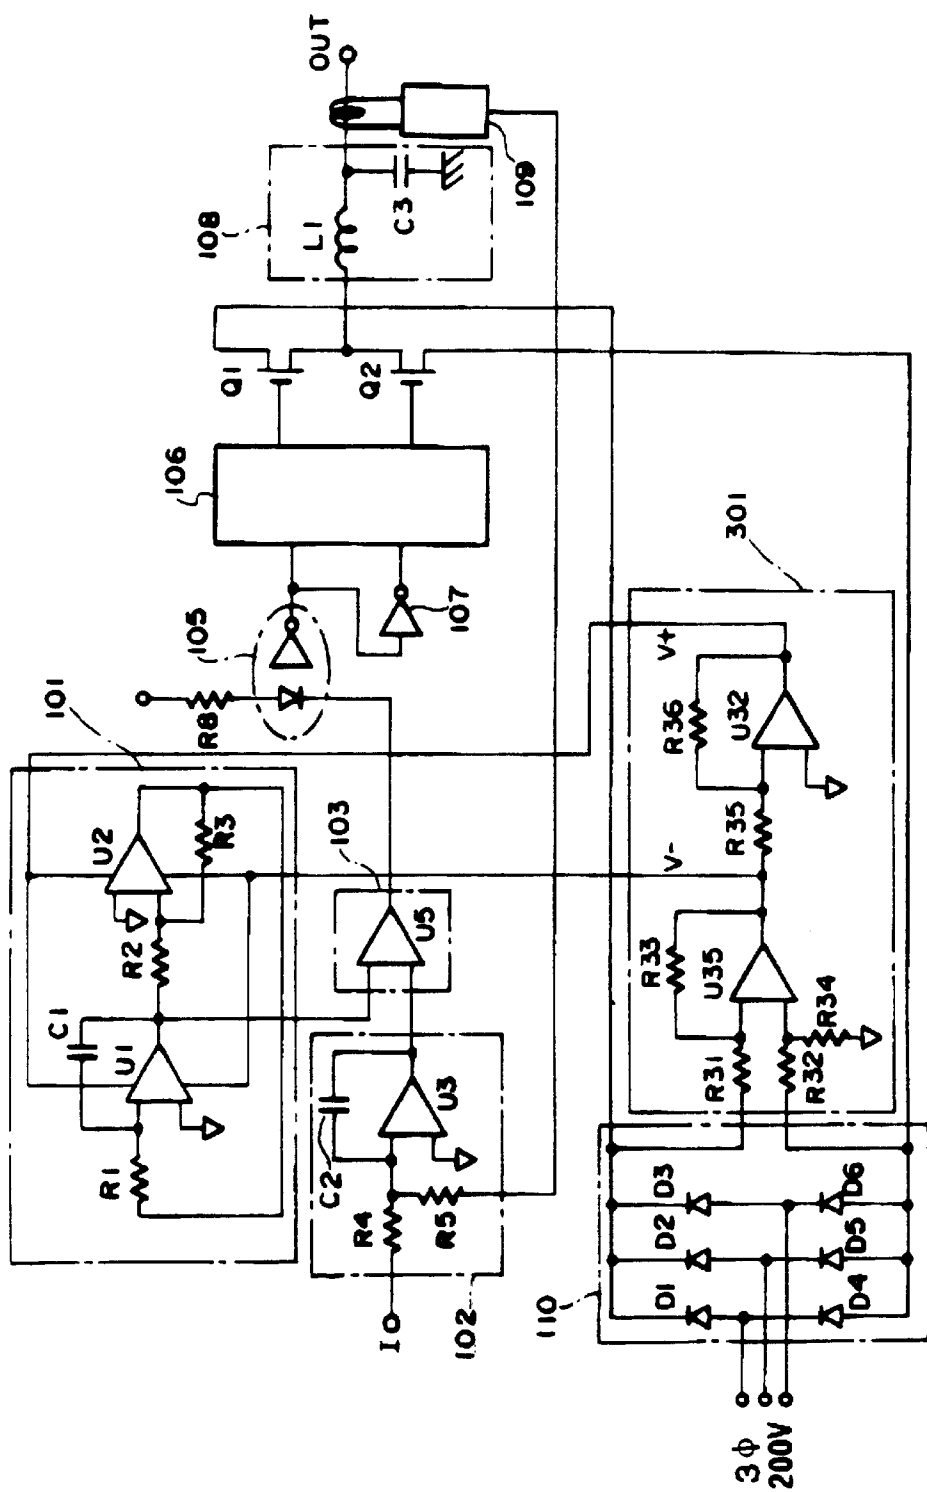 101
C1
U1
R1
R2
U2
R3
R8
105
106
107
Q1
Q2
108
L1
C3
OUT
109
I
102
R4
R5
C2
U3
103
U5
110
3ϕ
200V
D1
D2
D3
D4
D5
D6
R31
R32
R33
R34
U35
V-
R35
R36
U32
V+
301